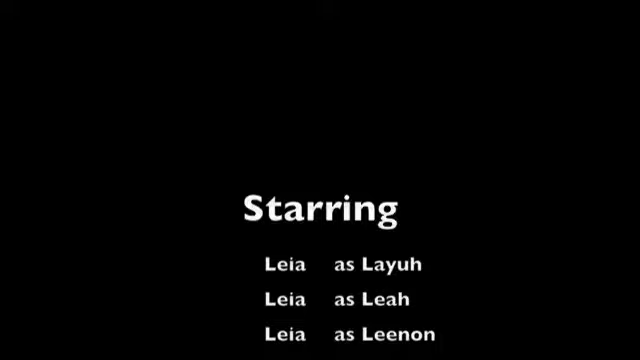 Starring
Leia as Layuh
Leia as Leah
Leia as Leenon